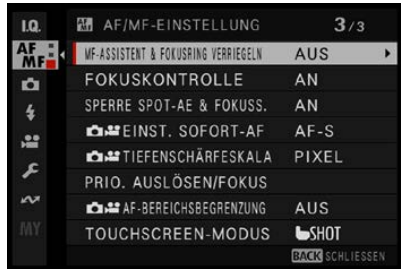 I.Q.
AF/MF-EINSTELLUNG 3/3
AF MF
MF-ASSISTENT & FOKUSRING VERRIEGELN AUS
FOKUSKONTROLLE AN
SPERRE SPOT-AE & FOKUSS. AN
EINST. SOFORT-AF AF-S
TIEFENSCHÄRFESKALA PIXEL
PRIO. AUSLÖSEN/FOKUS
AF-BEREICHSBEGRENZUNG AUS
MY
TOUCHSCREEN-MODUS SHOT
BACK SCHLIESSEN